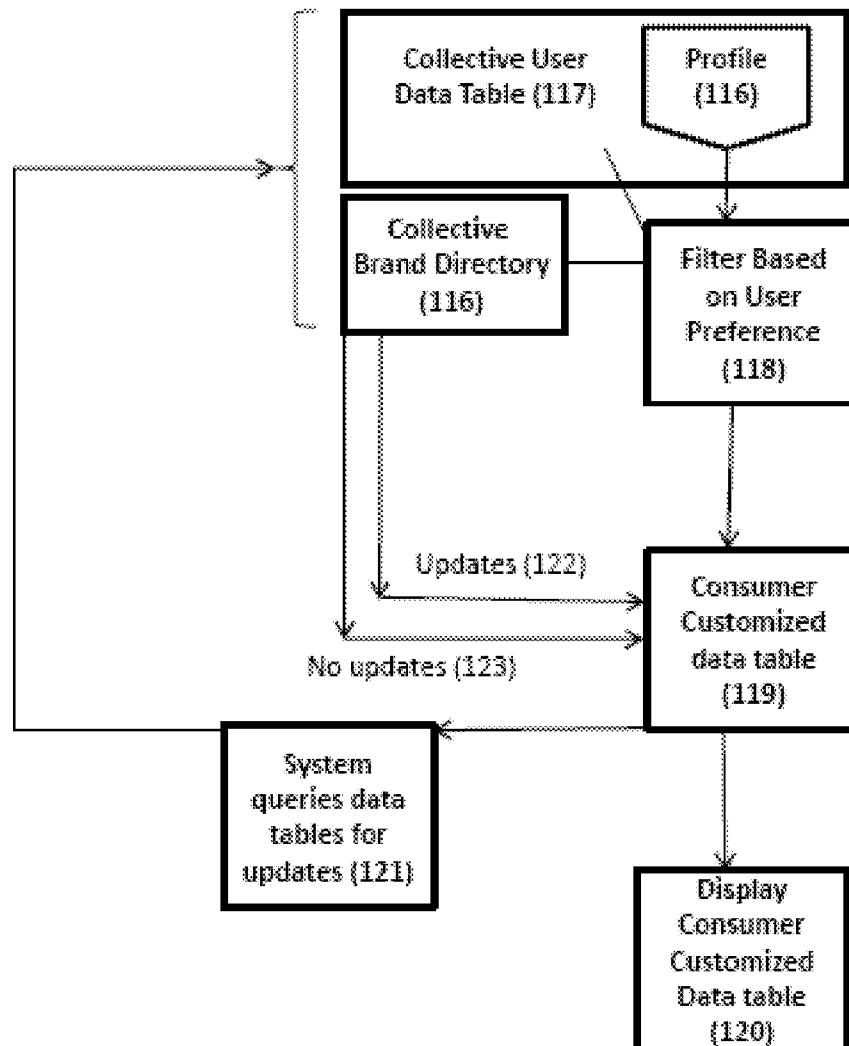 Collective User
Data Table (117)
Profile
(116)
Collective
Brand Directory
(116)
Filter Based
on User
Preference
(118)
Updates (122)
No updates (123)
Consumer
Customized
data table
(119)
System
queries data
tables for
updates (121)
Display
Consumer
Customized
Data table
(120)